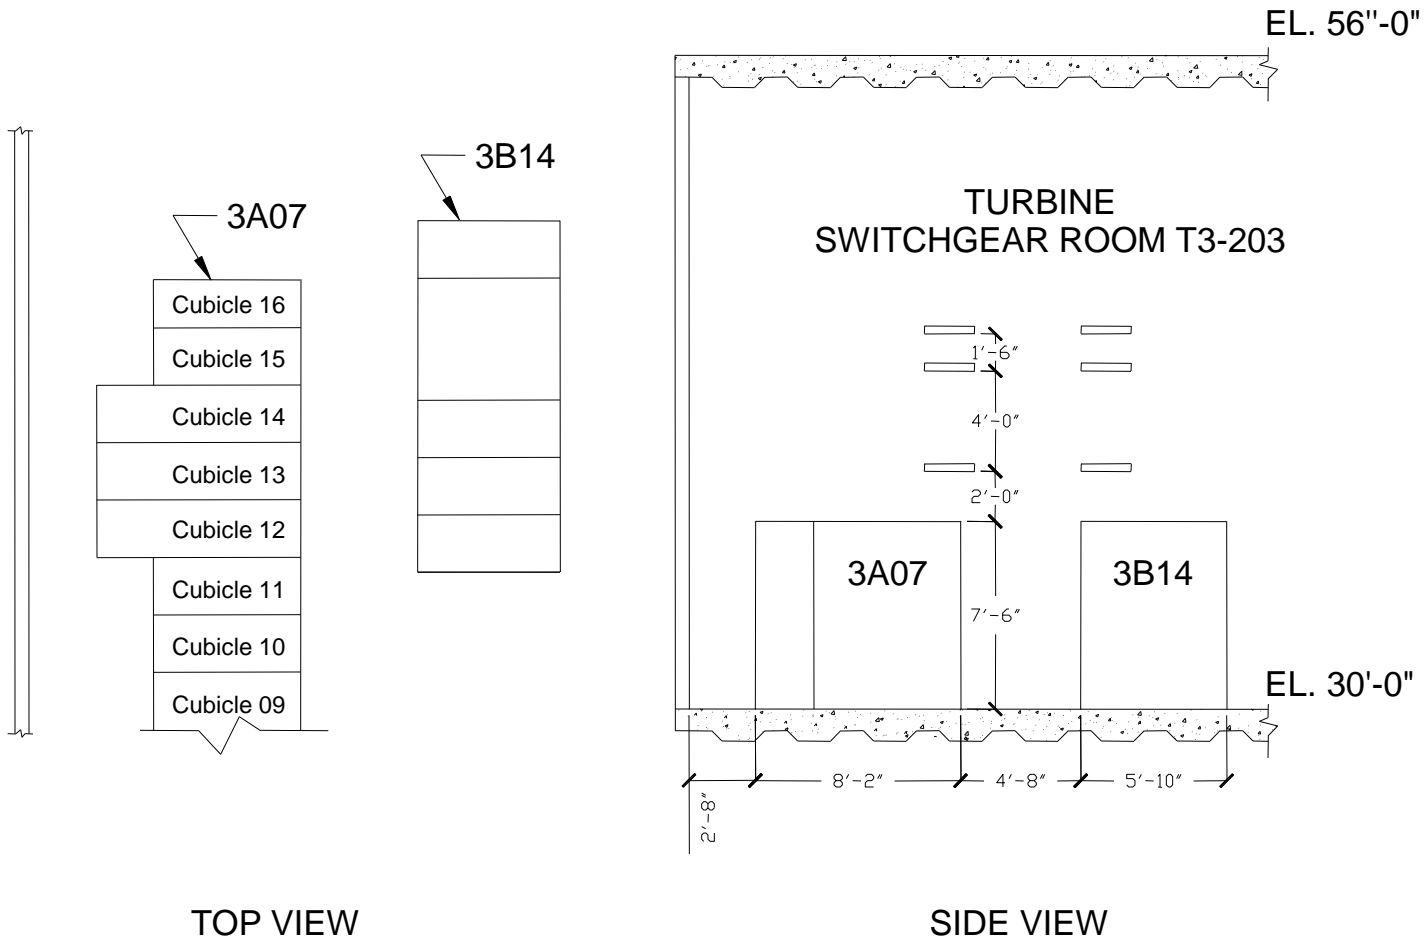 EL. 56''-0"
3B14
3A07
Cubicle 16
Cubicle 15
Cubicle 14
Cubicle 13
Cubicle 12
Cubicle 11
Cubicle 10
Cubicle 09
TOP VIEW
TURBINE
SWITCHGEAR ROOM T3-203
1'-6"
4'-0"
2'-0"
7'-6"
3A07
3B14
EL. 30'-0"
2'-8"
8'-2"
4'-8"
5'-10"
SIDE VIEW